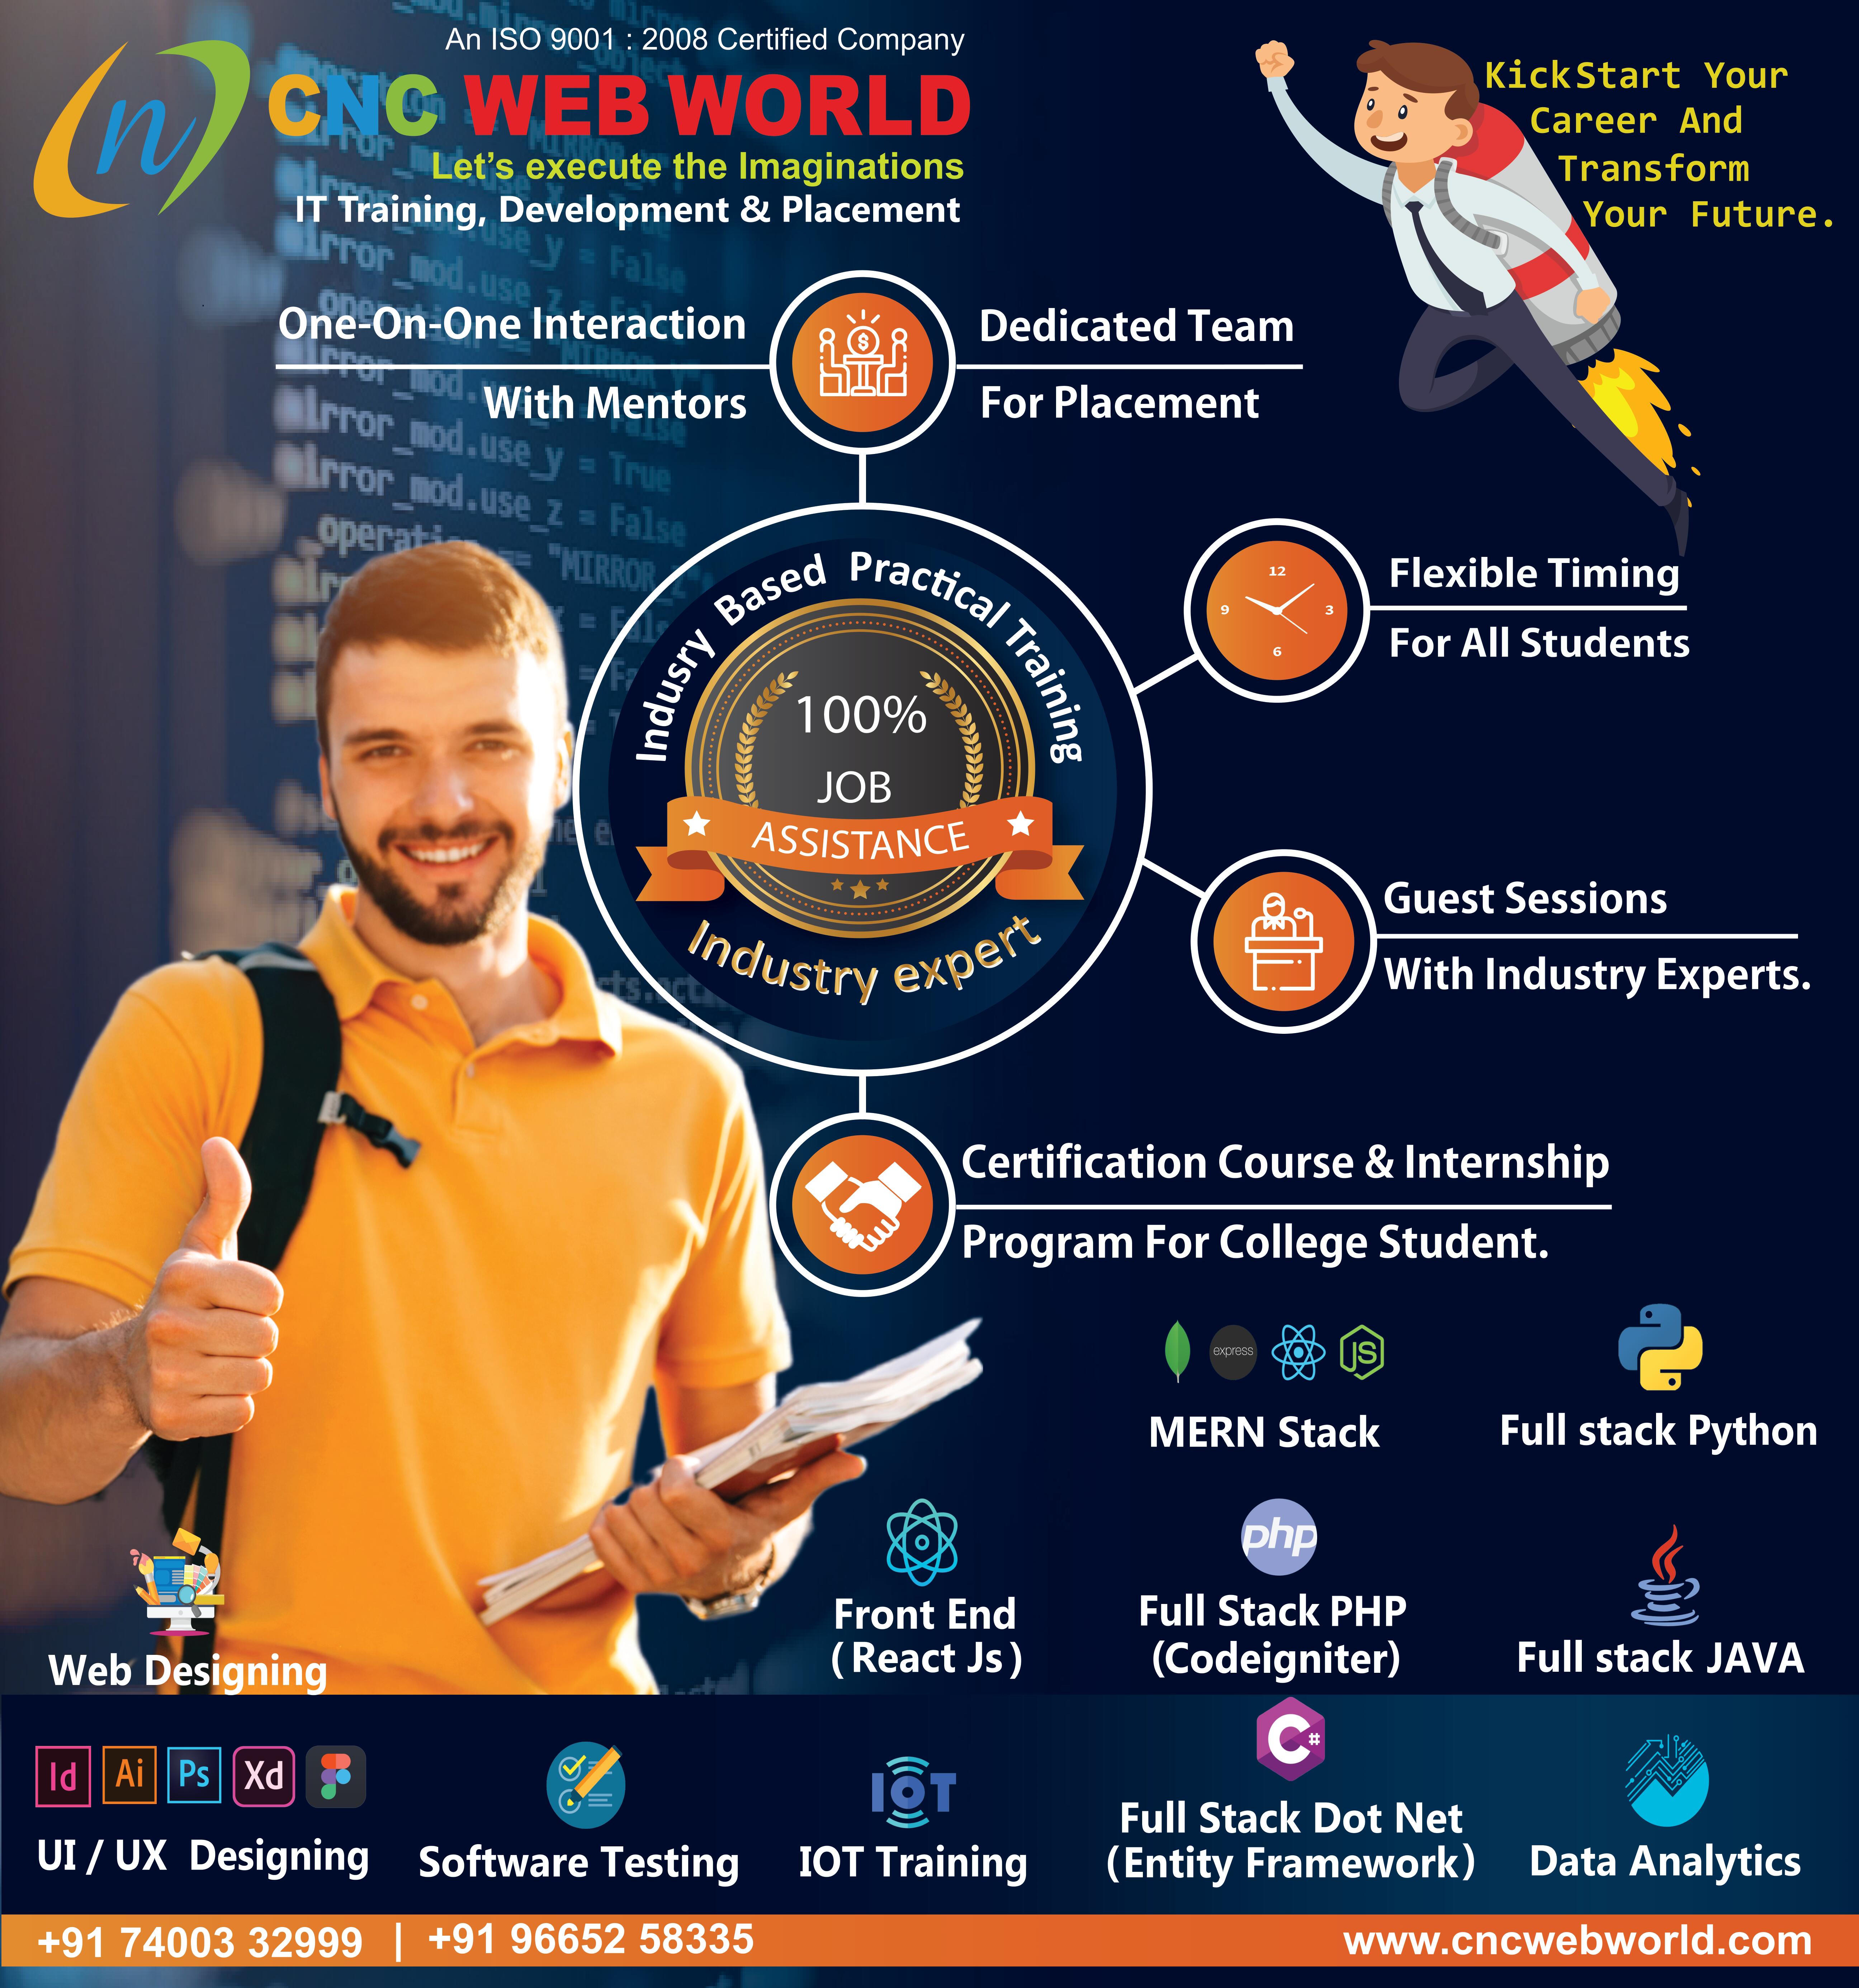 An ISO 9001 : 2008 Certified Company
n
CNC WEB WORLD
Let's execute the Imaginations
IT Training, Development & Placement
KickStart Your
Career And
Transform
Your Future.
One-On-One Interaction
With Mentors
Dedicated Team
For Placement
12
3
6
9
Flexible Timing
For All Students
Indusry Based Practical Training
100%
JOB
ASSISTANCE
Industry expert
Guest Sessions
With Industry Experts.
Certification Course & Internship
Program For College Student.
express
JS
MERN Stack
Full stack Python
Front End
(React Js)
php
Full Stack PHP
(Codeigniter)
Full stack JAVA
Web Designing
Id Ai Ps Xd
UI / UX Designing
Software Testing
IOT
IOT Training
C#
Full Stack Dot Net
(Entity Framework)
Data Analytics
+91 74003 32999 | +91 96652 58335
www.cncwebworld.com